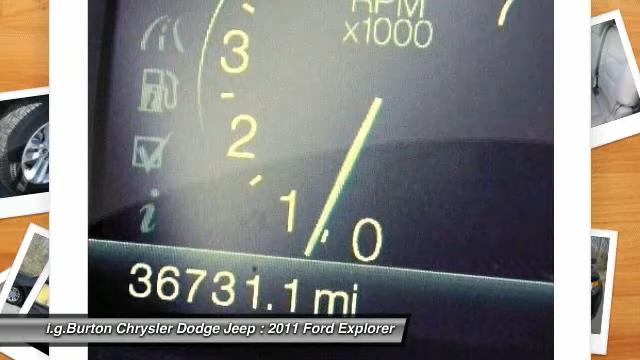 RPM
x1000
3
2
1
0
36731.1 mi
i.g.Burton Chrysler Dodge Jeep : 2011 Ford Explorer